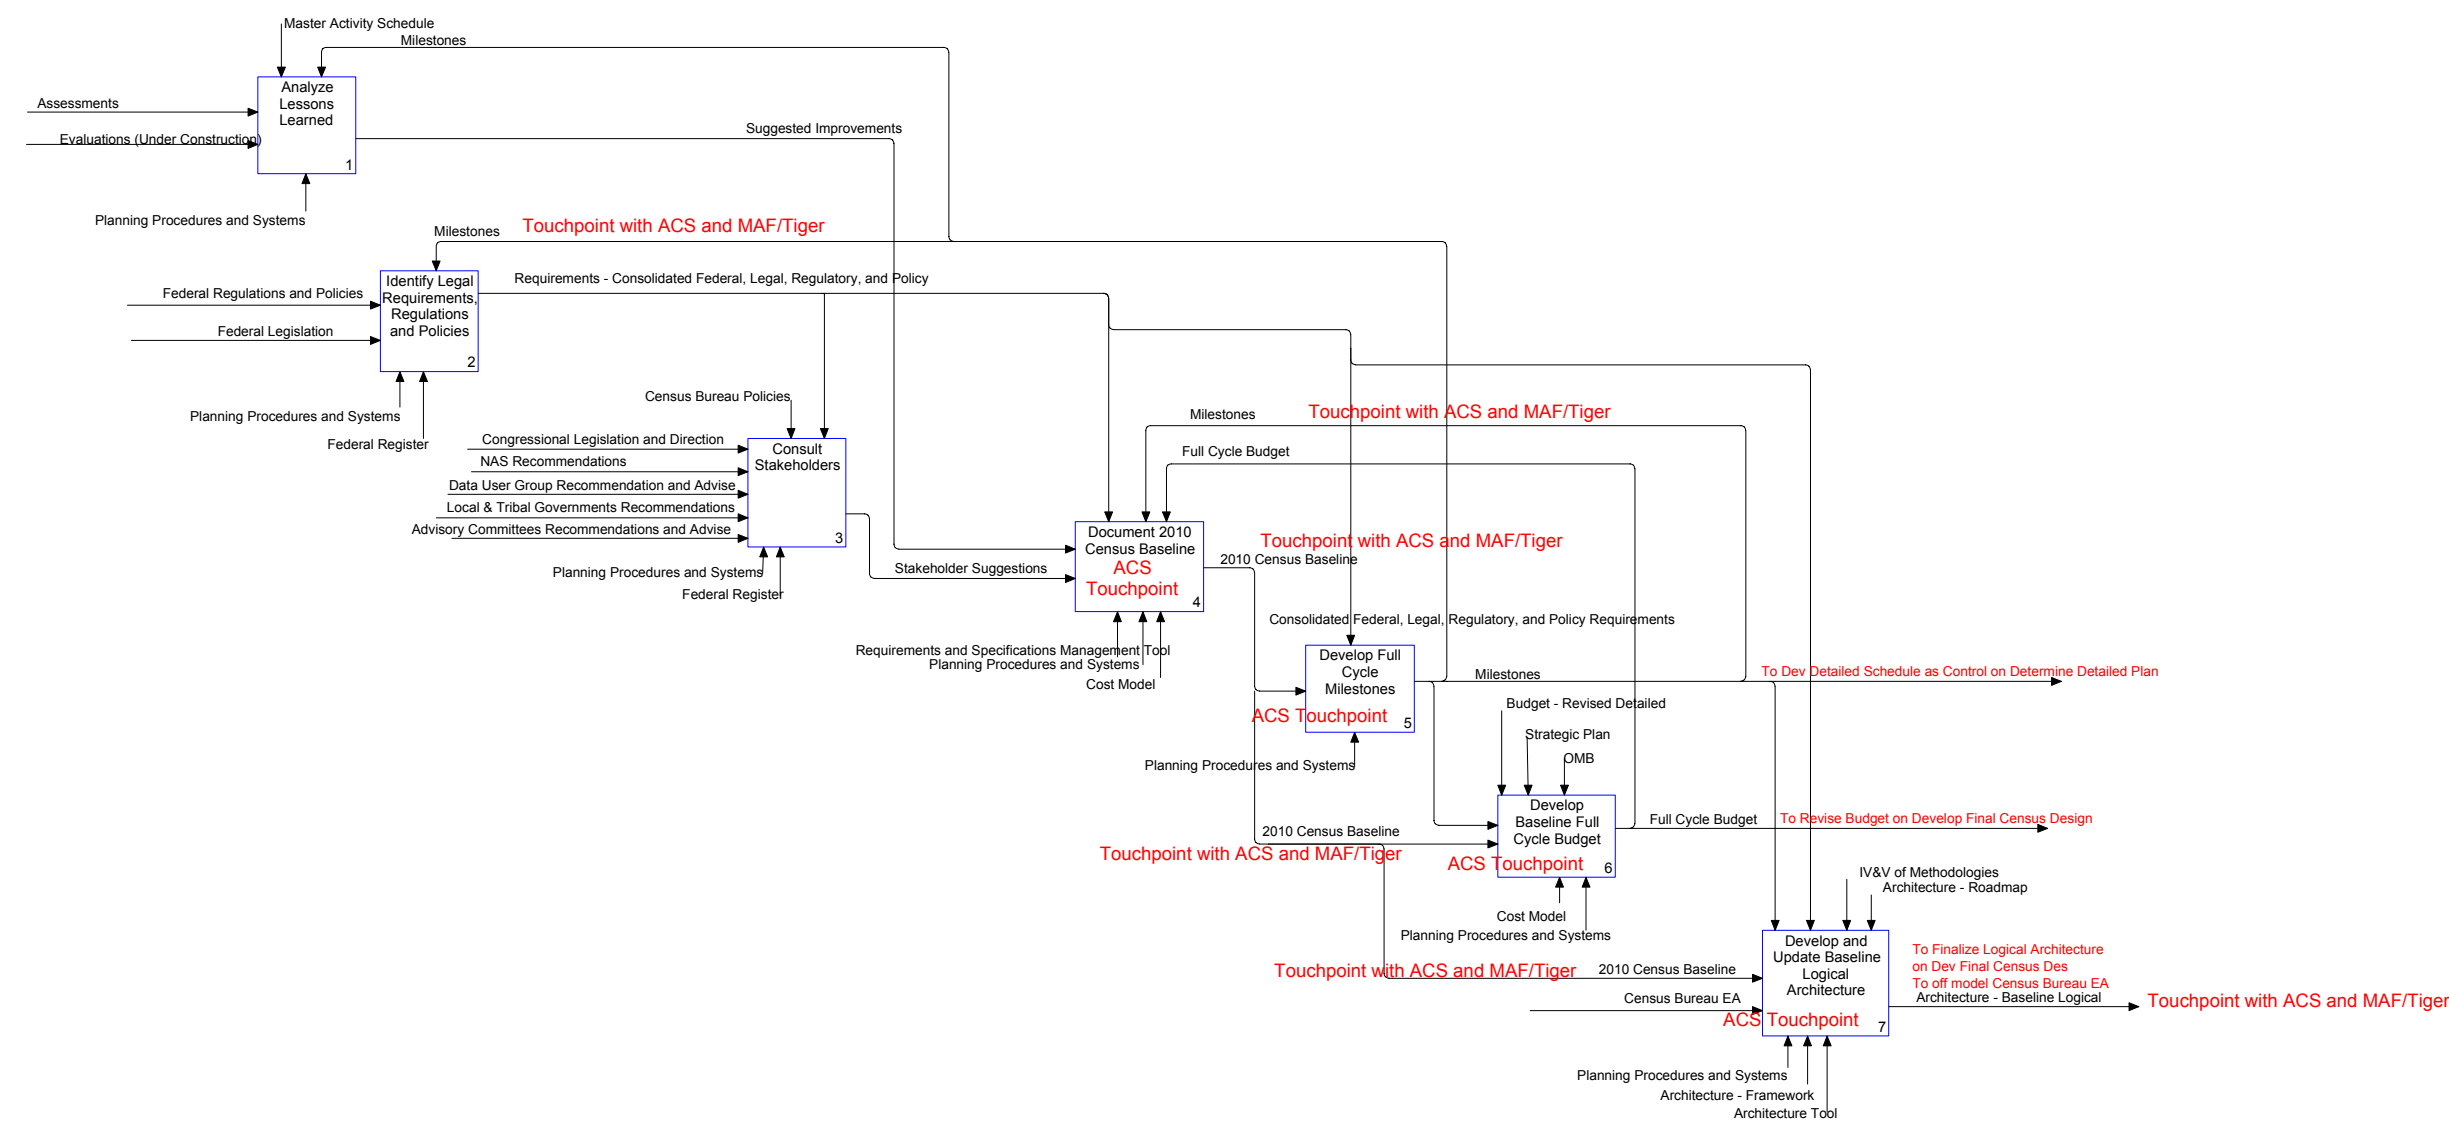 Master Activity Schedule
Milestones
Analyze
Lessons
Learned
1
Assessments
Evaluations (Under Construction)
Suggested Improvements
Planning Procedures and Systems
Touchpoint with ACS and MAF/Tiger
Milestones
Identify Legal
Requirements,
Regulations
and Policies
2
Requirements - Consolidated Federal, Legal, Regulatory, and Policy
Federal Regulations and Policies
Federal Legislation
Planning Procedures and Systems
Federal Register
Census Bureau Policies
Consult
Stakeholders
3
Congressional Legislation and Direction
NAS Recommendations
Data User Group Recommendation and Advise
Local & Tribal Governments Recommendations
Advisory Committees Recommendations and Advise
Planning Procedures and Systems
Federal Register
Stakeholder Suggestions
Milestones
Touchpoint with ACS and MAF/Tiger
Full Cycle Budget
Document 2010
Census Baseline
ACS
Touchpoint
4
Touchpoint with ACS and MAF/Tiger
2010 Census Baseline
Requirements and Specifications Management Tool
Planning Procedures and Systems
Cost Model
Consolidated Federal, Legal, Regulatory, and Policy Requirements
Develop Full
Cycle
Milestones
ACS Touchpoint
5
Milestones
To Dev Detailed Schedule as Control on Determine Detailed Plan
Planning Procedures and Systems
Budget - Revised Detailed
Strategic Plan
OMB
Develop
Baseline Full
Cycle Budget
ACS Touchpoint
6
2010 Census Baseline
Touchpoint with ACS and MAF/Tiger
Full Cycle Budget
To Revise Budget on Develop Final Census Design
Cost Model
Planning Procedures and Systems
IV&V of Methodologies
Architecture - Roadmap
Develop and
Update Baseline
Logical
Architecture
ACS Touchpoint
7
Touchpoint with ACS and MAF/Tiger
2010 Census Baseline
Census Bureau EA
To Finalize Logical Architecture
on Dev Final Census Des
To off model Census Bureau EA
Architecture - Baseline Logical
Touchpoint with ACS and MAF/Tiger
Planning Procedures and Systems
Architecture - Framework
Architecture Tool